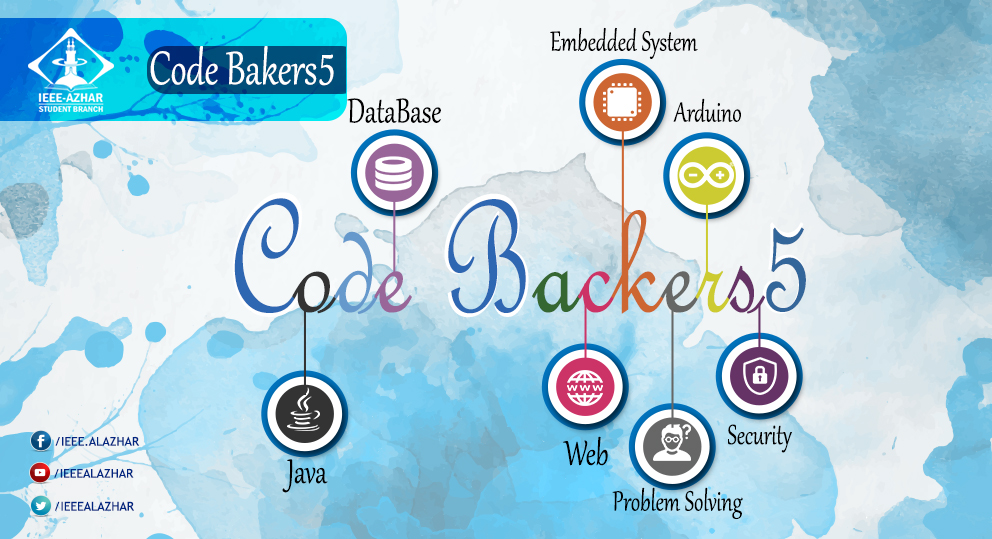 IEEE-AZHAR
STUDENT BRANCH
Code Bakers5
Embedded System
DataBase
Arduino
Code Backers5
WWW
?
Java
Web
Problem Solving
Security
/IEEE.ALAZHAR
/IEEEALAZHAR
/IEEEALAZHAR